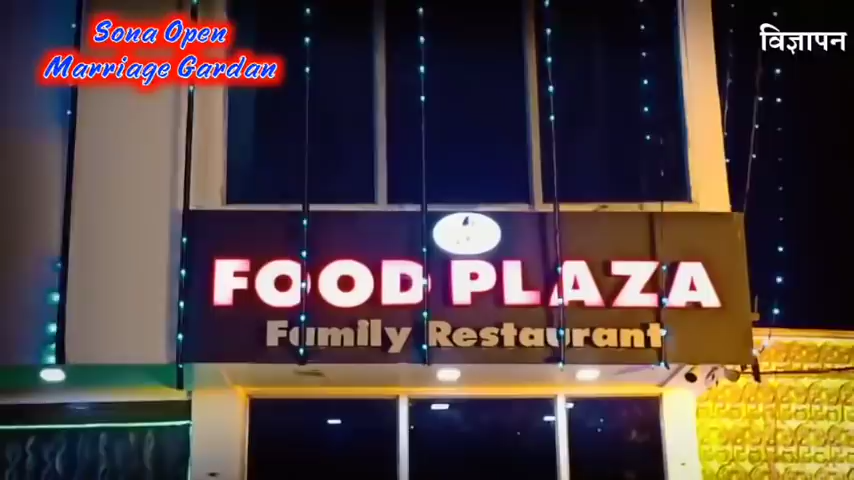 Sona Open
Marriage Gardan
विज्ञापन
FOOD PLAZA
Family Restaurant